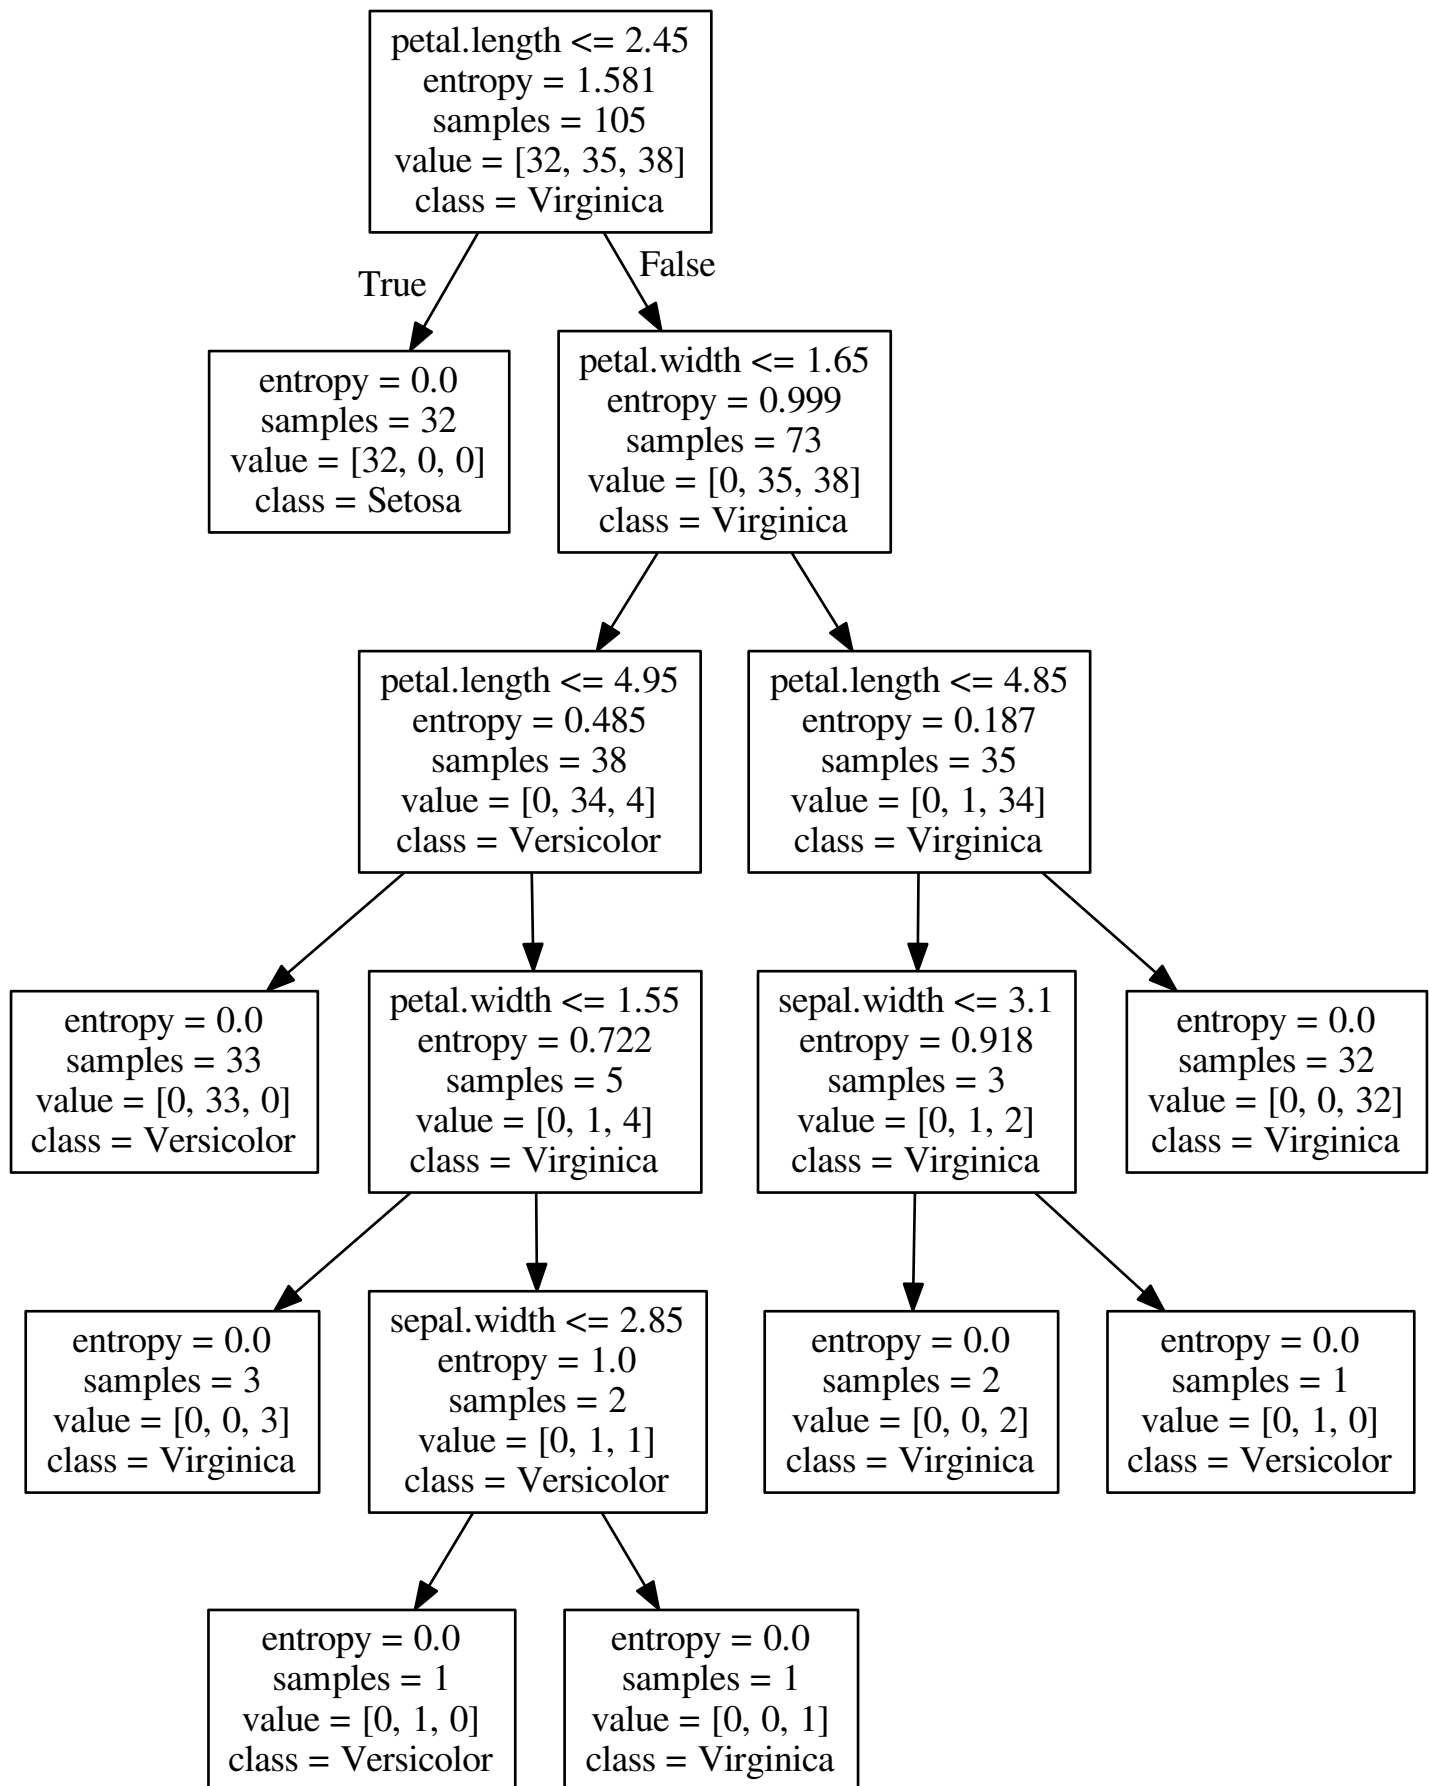 petal.length <= 2.45
entropy = 1.581
samples = 105
value = [32, 35, 38]
class = Virginica
True
False
entropy = 0.0
samples = 32
value = [32, 0, 0]
class = Setosa
petal.width <= 1.65
entropy = 0.999
samples = 73
value = [0, 35, 38]
class = Virginica
petal.length <= 4.95
entropy = 0.485
samples = 38
value = [0, 34, 4]
class = Versicolor
petal.length <= 4.85
entropy = 0.187
samples = 35
value = [0, 1, 34]
class = Virginica
entropy = 0.0
samples = 33
value = [0, 33, 0]
class = Versicolor
petal.width <= 1.55
entropy = 0.722
samples = 5
value = [0, 1, 4]
class = Virginica
sepal.width <= 3.1
entropy = 0.918
samples = 3
value = [0, 1, 2]
class = Virginica
entropy = 0.0
samples = 32
value = [0, 0, 32]
class = Virginica
entropy = 0.0
samples = 3
value = [0, 0, 3]
class = Virginica
sepal.width <= 2.85
entropy = 1.0
samples = 2
value = [0, 1, 1]
class = Versicolor
entropy = 0.0
samples = 2
value = [0, 0, 2]
class = Virginica
entropy = 0.0
samples = 1
value = [0, 1, 0]
class = Versicolor
entropy = 0.0
samples = 1
value = [0, 1, 0]
class = Versicolor
entropy = 0.0
samples = 1
value = [0, 0, 1]
class = Virginica